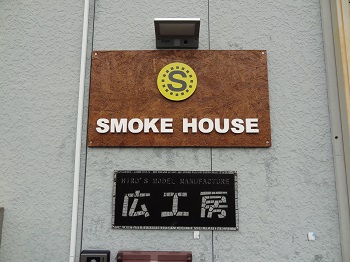 S
SMOKE HOUSE
HIRO'S MODEL MANUFACTURE
広工房